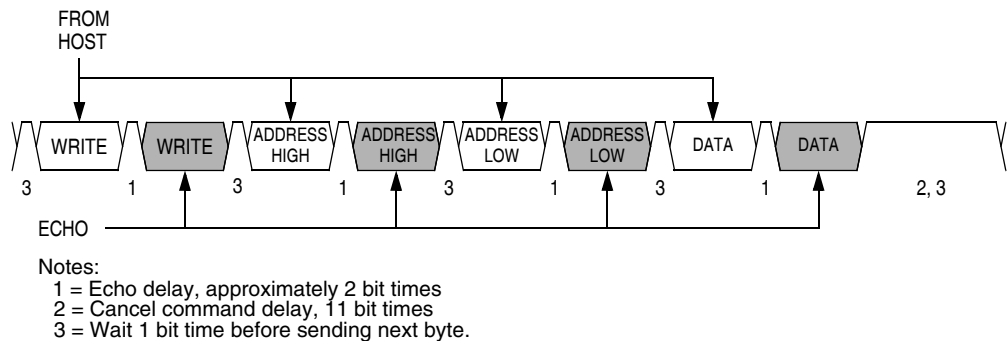 FROM
HOST
WRITE WRITE ADDRESS HIGH ADDRESS HIGH ADDRESS LOW ADDRESS LOW DATA DATA
3 1 3 1 3 1 3 1 2, 3
ECHO
Notes:
1 = Echo delay, approximately 2 bit times
2 = Cancel command delay, 11 bit times
3 = Wait 1 bit time before sending next byte.